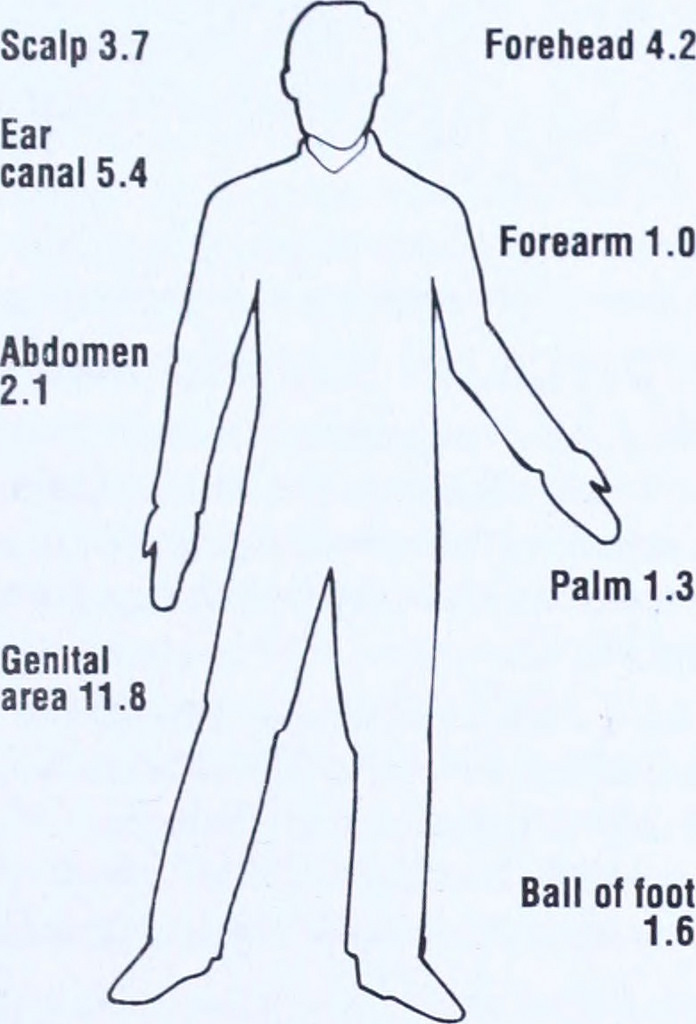 Scalp 3.7
Forehead 4.2
Ear
canal 5.4
Forearm 1.0
Abdomen
2.1
Palm 1.3
Genital
area 11.8
Ball of foot
1.6